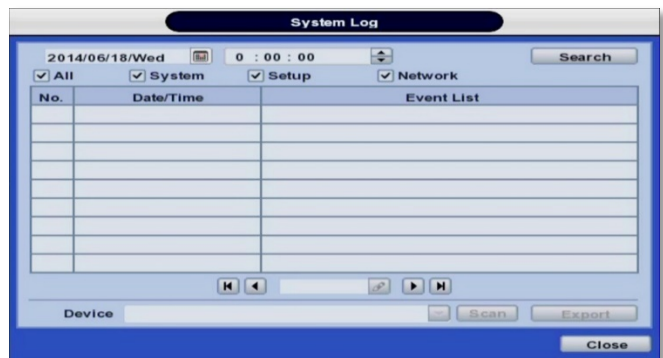 System Log
2014/06/18/Wed 0 : 00 : 00 Search
All System Setup Network
No. Date/Time Event List
Device Scan Export
Close